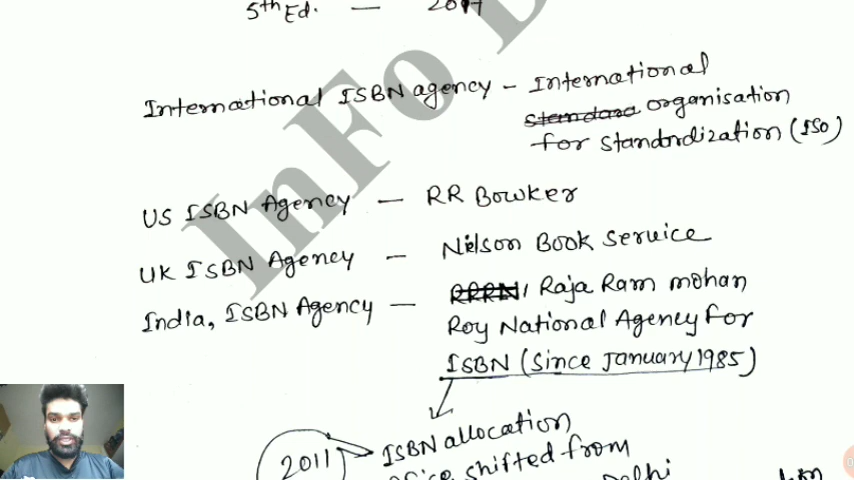 5th Ed. — 2017
International ISBN agency – International
standard organisation
for standardization (ISO)
US ISBN Agency — RR Bowker
UK ISBN Agency – Nielson Book Service
India, ISBN Agency — Raja Ram mohan
Roy National Agency for
ISBN (since January 1985)
2011 ISBN allocation
shifted from
Delhi
InFo